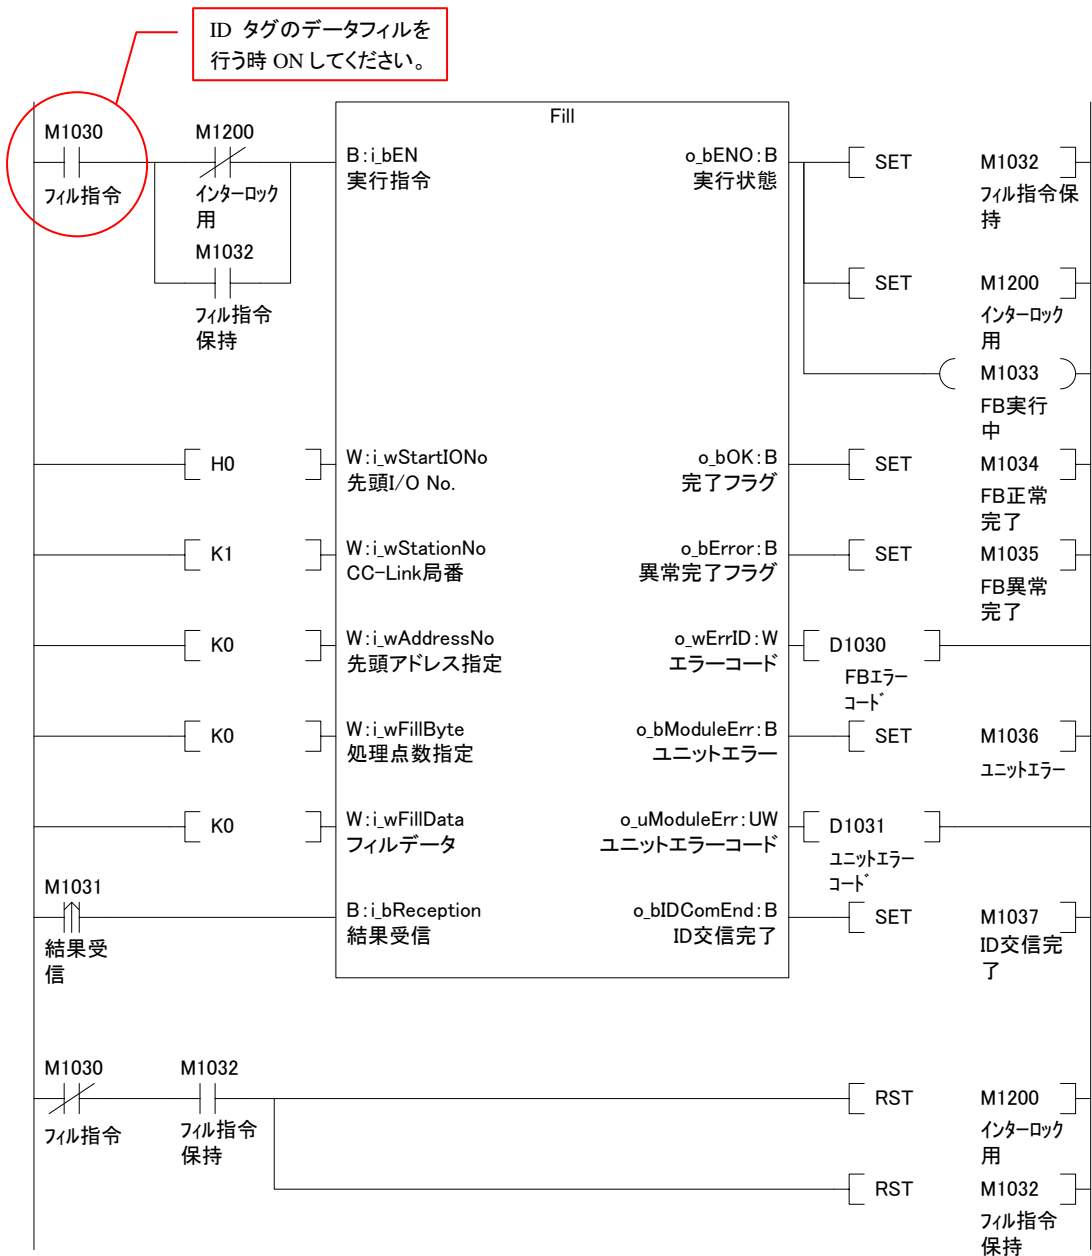 ID タグのデータフィルを
行う時 ON してください。
Fill
M1030
フィル指令
M1200
インターロック
用
M1032
フィル指令
保持
B:i_bEN
実行指令
o_bENO:B
実行状態
SET M1032
フィル指令保
持
SET M1200
インターロック
用
M1033
FB実行
中
H0
W:i_wStartIONo
先頭I/O No.
o_bOK:B
完了フラグ
SET M1034
FB正常
完了
K1
W:i_wStationNo
CC-Link局番
o_bError:B
異常完了フラグ
SET M1035
FB異常
完了
K0
W:i_wAddressNo
先頭アドレス指定
o_wErrID:W
エラーコード
D1030
FBエラー
コード
K0
W:i_wFillByte
処理点数指定
o_bModuleErr:B
ユニットエラー
SET M1036
ユニットエラー
K0
W:i_wFillData
フィルデータ
o_uModuleErr:UW
ユニットエラーコード
D1031
ユニットエラー
コード
M1031
結果受
信
B:i_bReception
結果受信
o_bIDComEnd:B
ID交信完了
SET M1037
ID交信完
了
M1030
フィル指令
M1032
フィル指令
保持
RST M1200
インターロック
用
RST M1032
フィル指令
保持